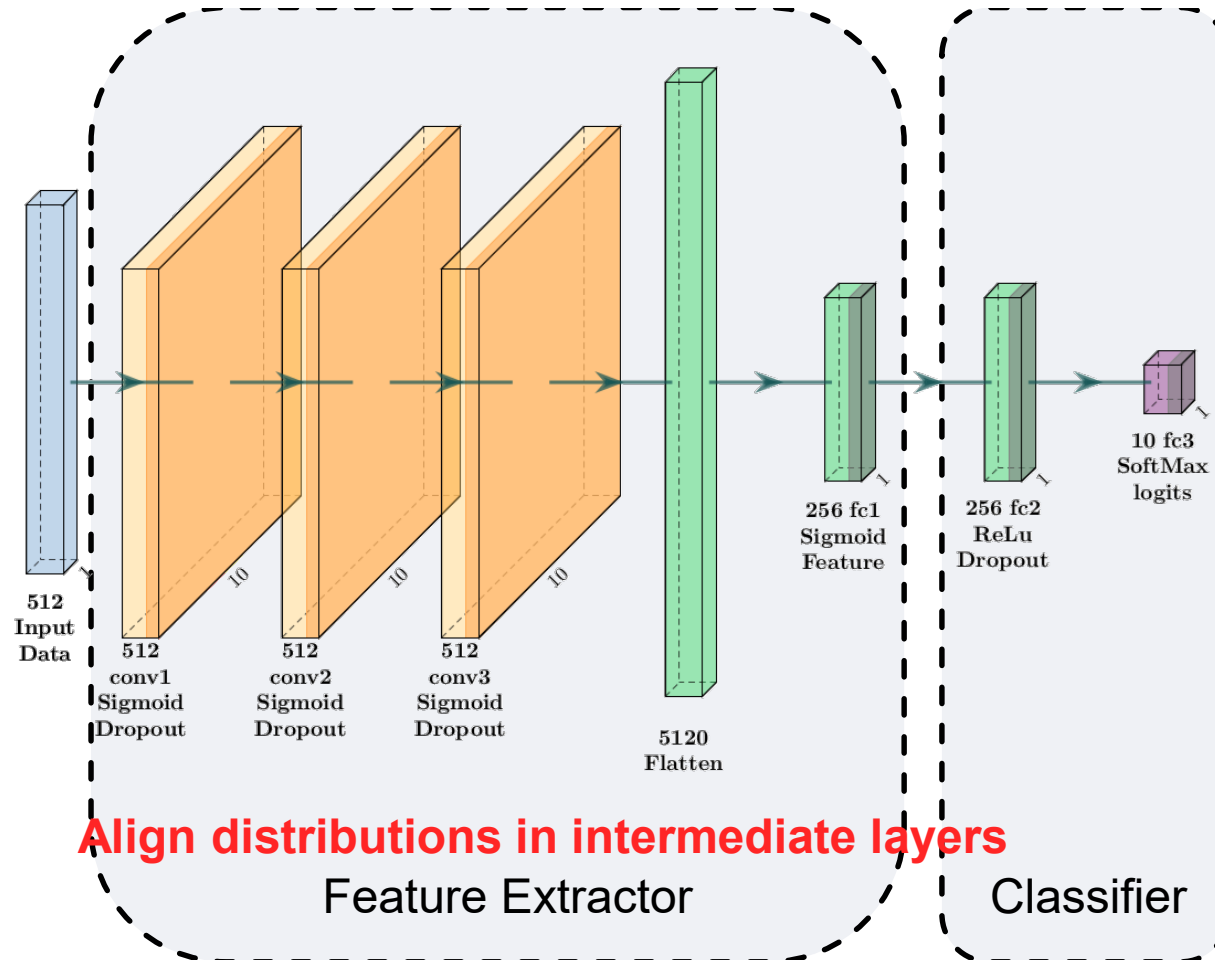 1
512
Input
Data
10
512
conv1
Sigmoid
Dropout
10
512
conv2
Sigmoid
Dropout
10
512
conv3
Sigmoid
Dropout
5120
Flatten
1
256 fc1
Sigmoid
Feature
1
256 fc2
ReLu
Dropout
1
10 fc3
SoftMax
logits
Align distributions in intermediate layers
Feature Extractor
Classifier